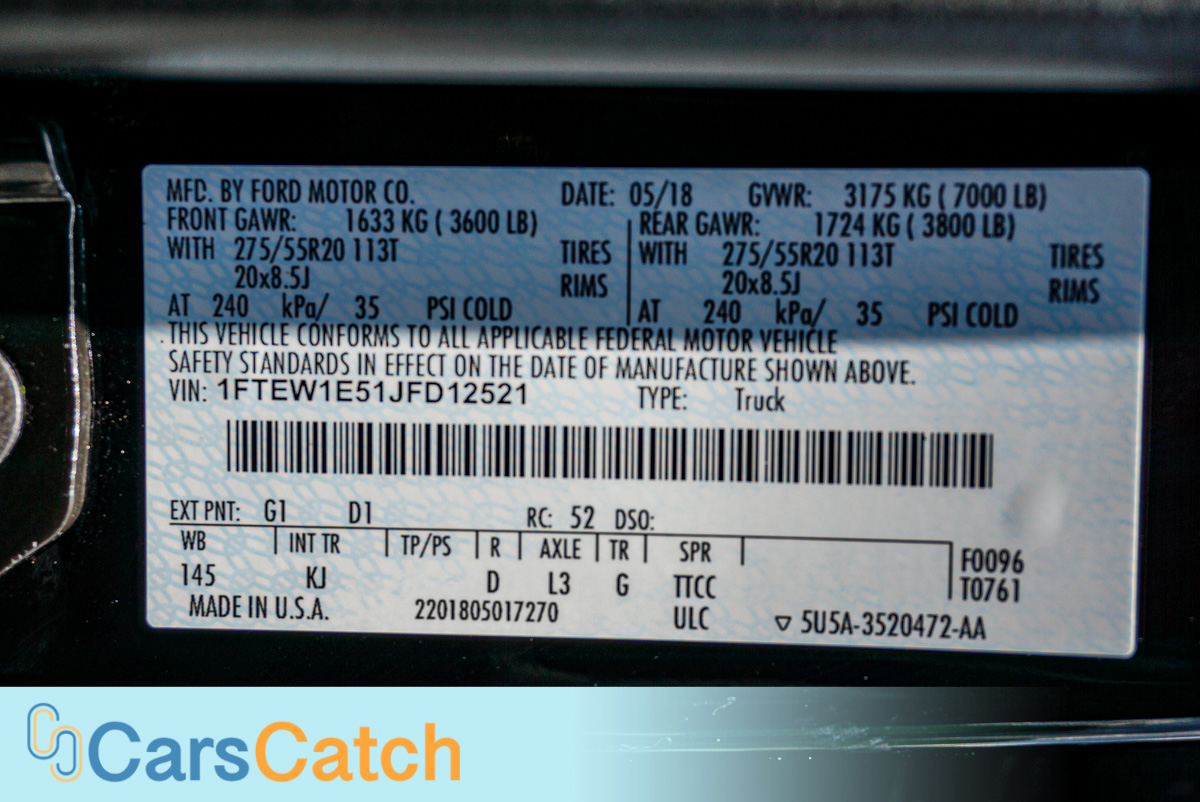 MFD. BY FORD MOTOR CO. DATE: 05/18 GVWR: 3175 KG ( 7000 LB)
FRONT GAWR: 1633 KG ( 3600 LB) REAR GAWR: 1724 KG ( 3800 LB)
WITH 275/55R20 113T TIRES WITH 275/55R20 113T TIRES
20x8.5J RIMS 20x8.5J RIMS
AT 240 kPa/ 35 PSI COLD AT 240 kPa/ 35 PSI COLD
THIS VEHICLE CONFORMS TO ALL APPLICABLE FEDERAL MOTOR VEHICLE
SAFETY STANDARDS IN EFFECT ON THE DATE OF MANUFACTURE SHOWN ABOVE.
VIN: 1FTEW1E51JFD12521 TYPE: Truck
EXT PNT: G1 D1 RC: 52 DSO:
WB INT TR TP/PS R AXLE TR SPR F0096
145 KJ D L3 G TTCC T0761
MADE IN U.S.A. 2201805017270 ULC ▽ 5U5A-3520472-AA
CarsCatch